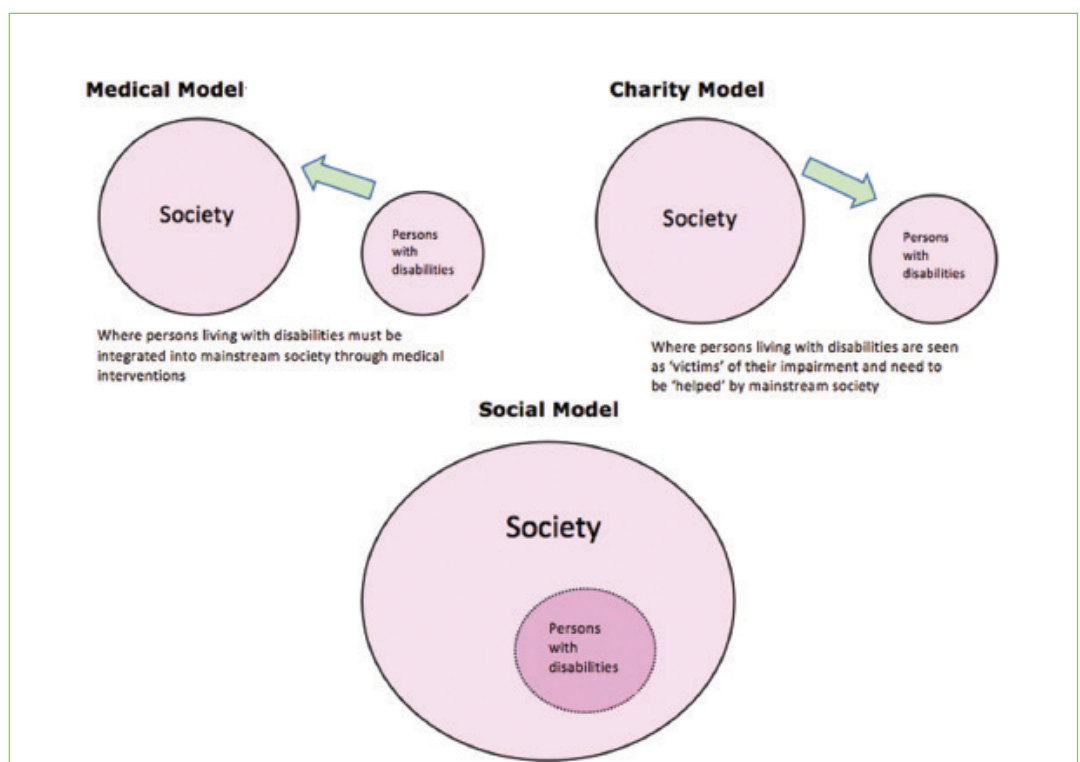 Medical Model
Society
Persons
with
disabilities
Where persons living with disabilities must be
integrated into mainstream society through medical
interventions
Charity Model
Society
Persons
with
disabilities
Where persons living with disabilities are seen
as 'victims' of their impairment and need to
be 'helped' by mainstream society
Social Model
Society
Persons
with
disabilities